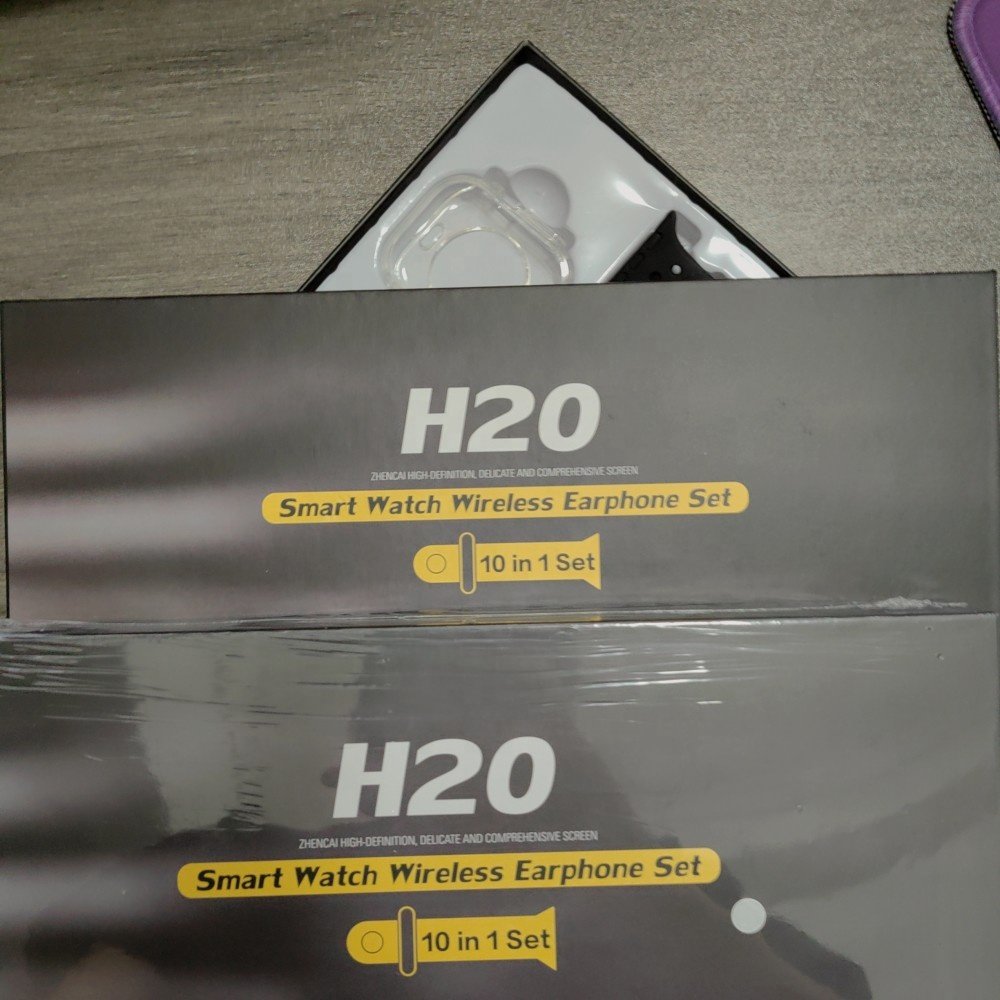 H20
ZHENCAI HIGH-DEFINITION, DELICATE AND COMPREHENSIVE SCREEN
Smart Watch Wireless Earphone Set
10 in 1 Set
H20
ZHENCAI HIGH-DEFINITION, DELICATE AND COMPREHENSIVE SCREEN
Smart Watch Wireless Earphone Set
10 in 1 Set